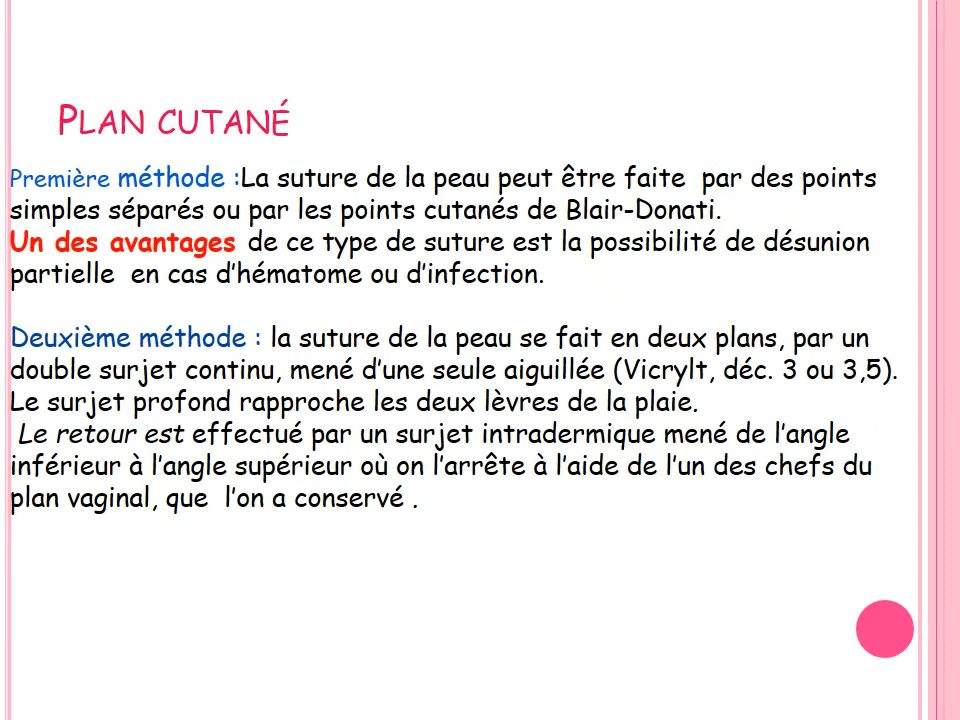 PLAN CUTANÉ
Première méthode :La suture de la peau peut être faite par des points
simples séparés ou par les points cutanés de Blair-Donati.
Un des avantages de ce type de suture est la possibilité de désunion
partielle en cas d’hématome ou d’infection.
Deuxième méthode : la suture de la peau se fait en deux plans, par un
double surjet continu, mené d’une seule aiguillée (Vicrylt, déc. 3 ou 3,5).
Le surjet profond rapproche les deux lèvres de la plaie.
Le retour est effectué par un surjet intradermique mené de l’angle
inférieur à l’angle supérieur où on l’arrête à l’aide de l’un des chefs du
plan vaginal, que l’on a conservé .